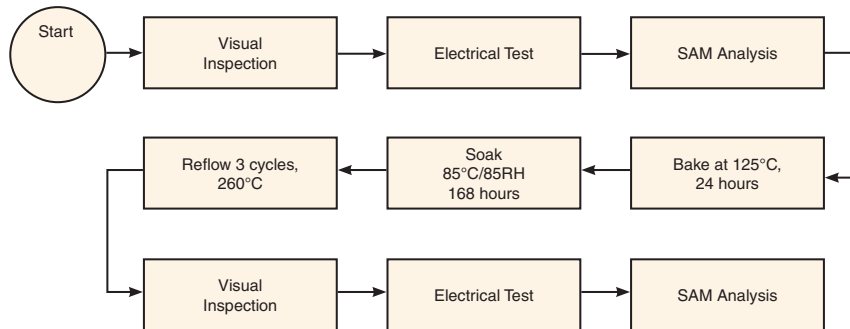 Start
Visual
Inspection
Electrical Test
SAM Analysis
Bake at 125°C,
24 hours
Soak
85°C/85RH
168 hours
Reflow 3 cycles,
260°C
Visual
Inspection
Electrical Test
SAM Analysis